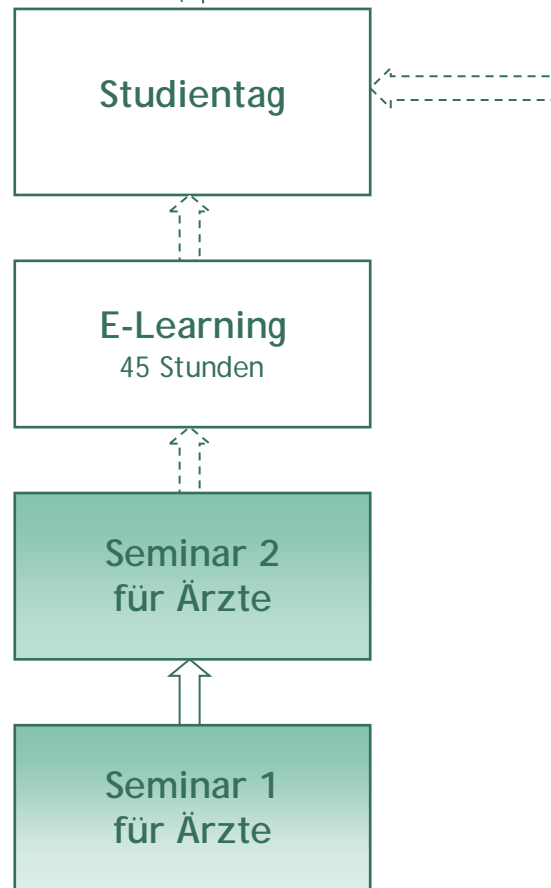 Studientag
E-Learning
45 Stunden
Seminar 2
für Ärzte
Seminar 1
für Ärzte